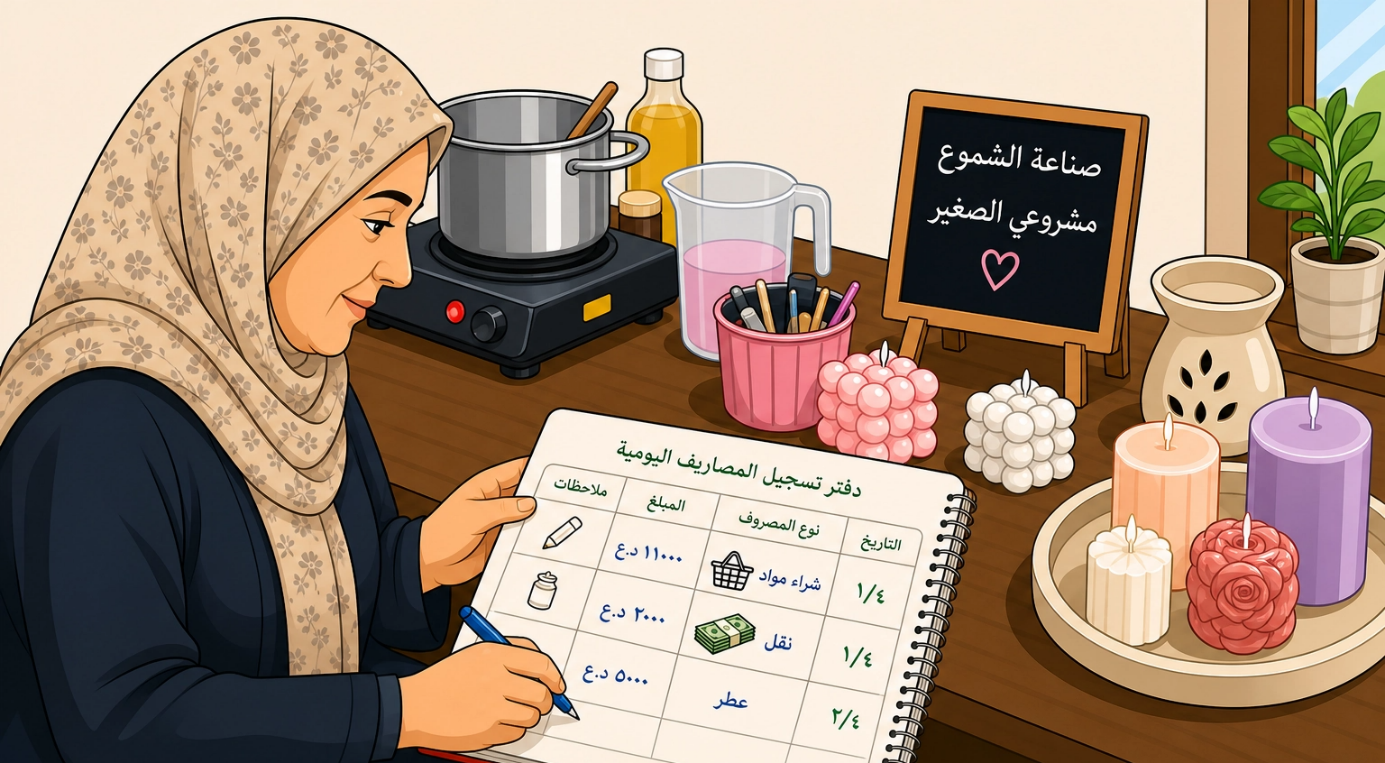 صناعة الشموع
مشروعي الصغير
دفتر تسجيل المصاريف اليومية
التاريخ نوع المصروف المبلغ ملاحظات
١/٤ شراء مواد ١١٠٠٠ د.ع
١/٤ نقل ٢٠٠٠ د.ع
٢/٤ عطر ٥٠٠٠ د.ع